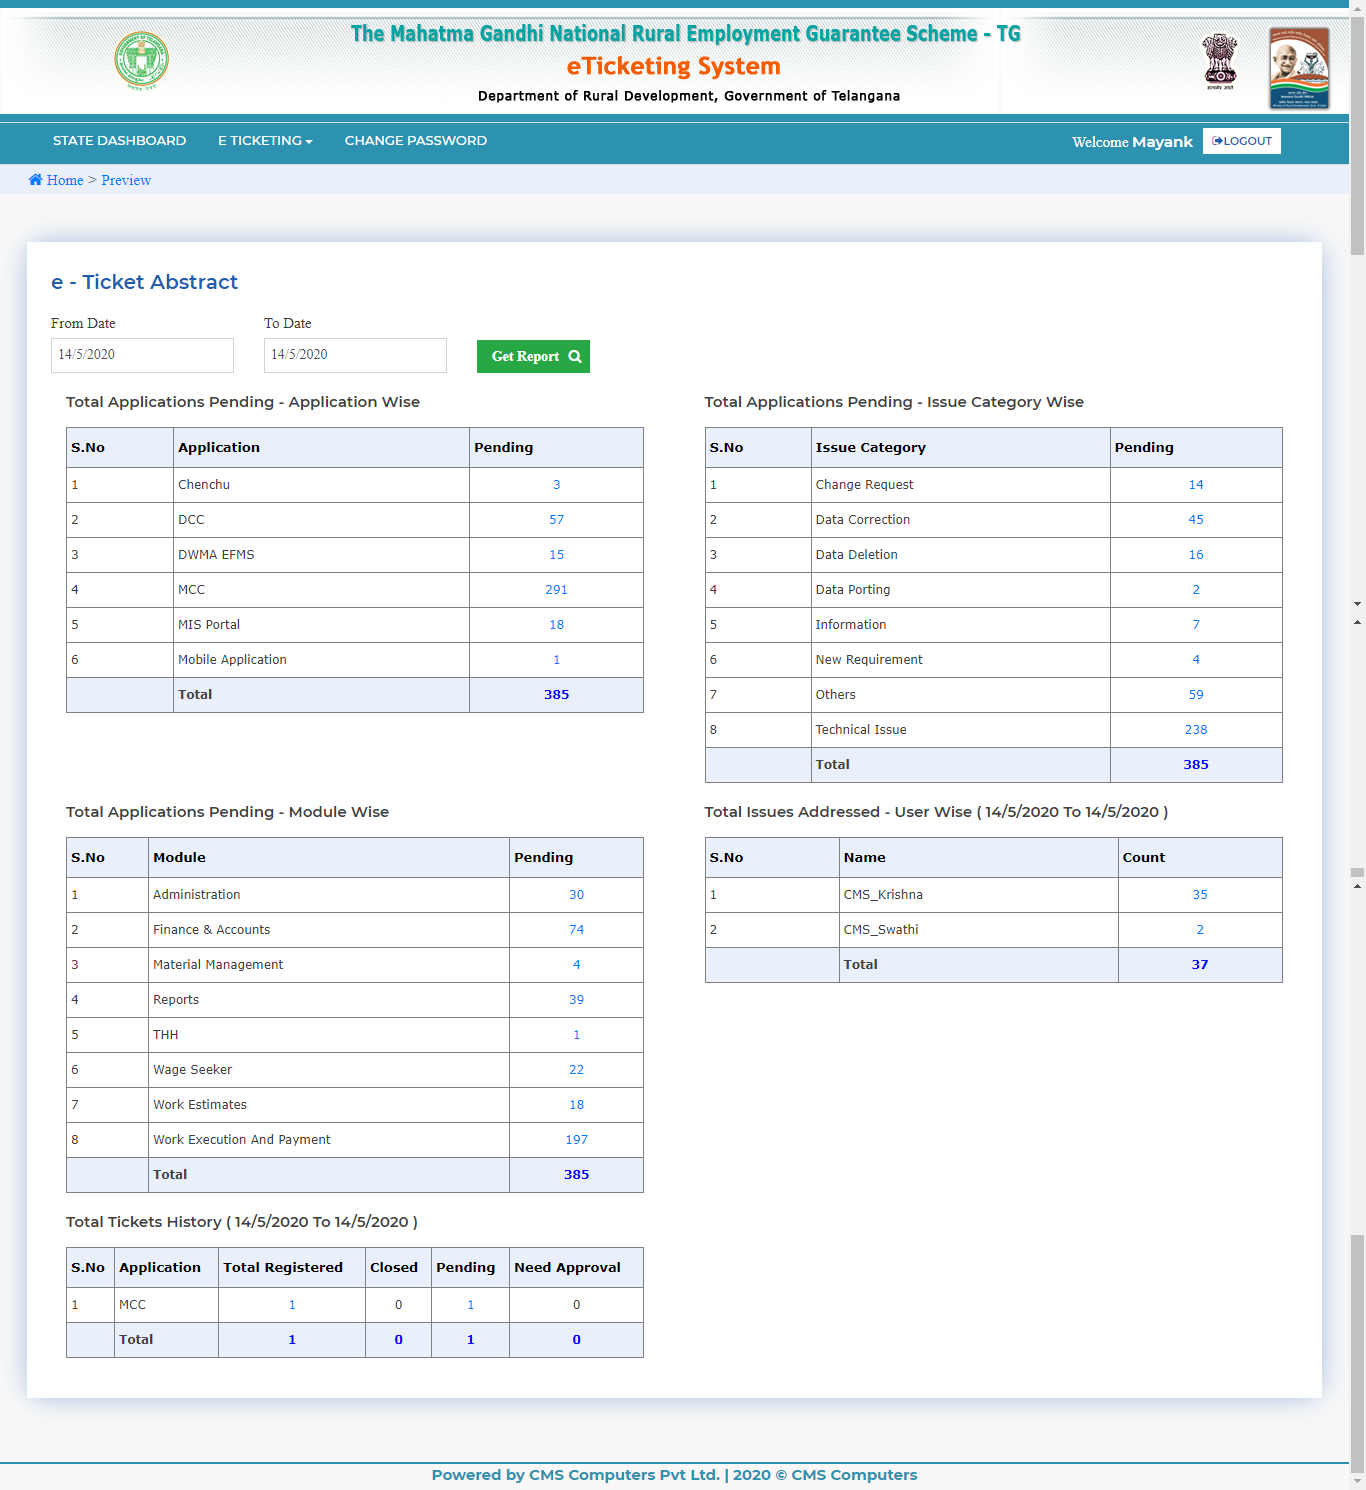 The Mahatma Gandhi National Rural Employment Guarantee Scheme - TG
eTicketing System
Department of Rural Development, Government of Telangana
STATE DASHBOARD E TICKETING CHANGE PASSWORD Welcome Mayank LOGOUT
Home > Preview
e - Ticket Abstract
From Date To Date
14/5/2020 14/5/2020 Get Report
Total Applications Pending - Application Wise
S.No Application Pending
1 Chenchu 3
2 DCC 57
3 DWMA EFMS 15
4 MCC 291
5 MIS Portal 18
6 Mobile Application 1
Total 385
Total Applications Pending - Issue Category Wise
S.No Issue Category Pending
1 Change Request 14
2 Data Correction 45
3 Data Deletion 16
4 Data Porting 2
5 Information 7
6 New Requirement 4
7 Others 59
8 Technical Issue 238
Total 385
Total Applications Pending - Module Wise
S.No Module Pending
1 Administration 30
2 Finance & Accounts 74
3 Material Management 4
4 Reports 39
5 THH 1
6 Wage Seeker 22
7 Work Estimates 18
8 Work Execution And Payment 197
Total 385
Total Issues Addressed - User Wise ( 14/5/2020 To 14/5/2020 )
S.No Name Count
1 CMS_Krishna 35
2 CMS_Swathi 2
Total 37
Total Tickets History ( 14/5/2020 To 14/5/2020 )
S.No Application Total Registered Closed Pending Need Approval
1 MCC 1 0 1 0
Total 1 0 1 0
Powered by CMS Computers Pvt Ltd. | 2020 © CMS Computers